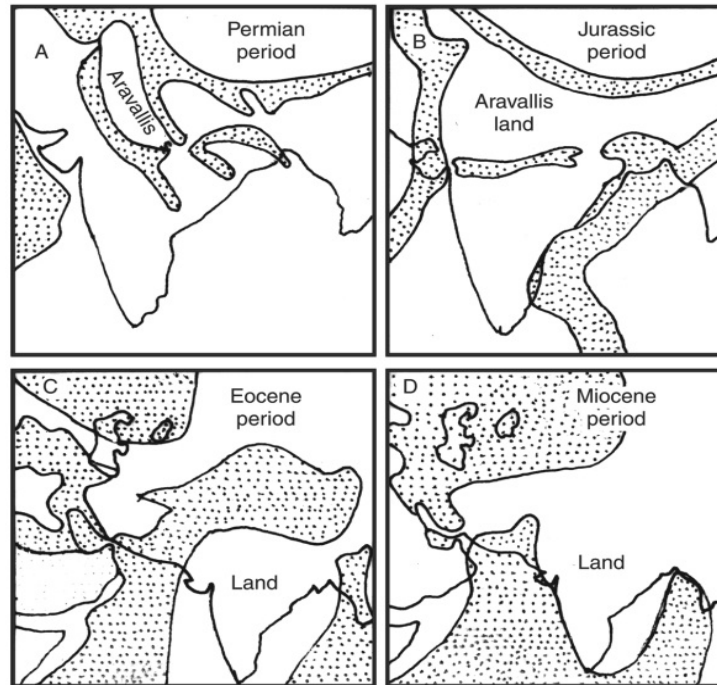 A
Permian
period
Aravallis
B
Jurassic
period
Aravallis
land
C
Eocene
period
Land
D
Miocene
period
Land